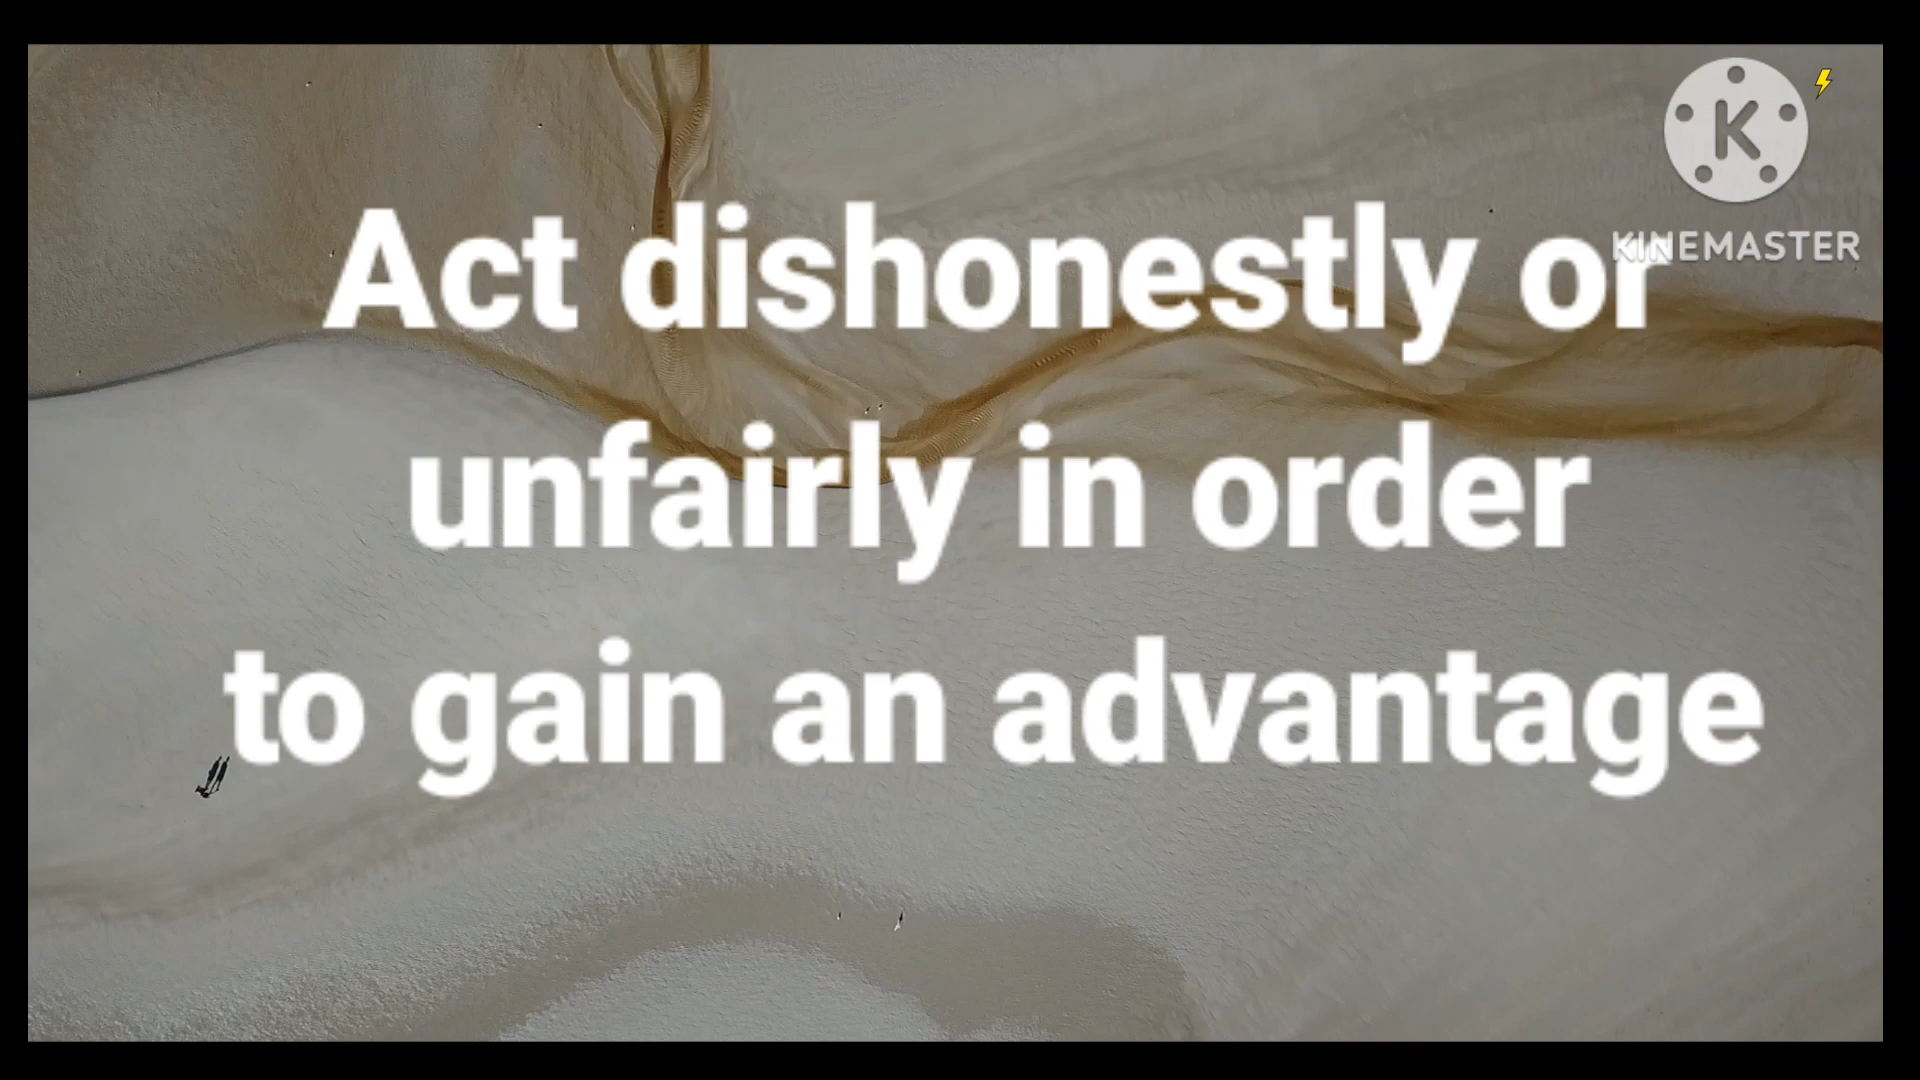 K
KINEMASTER
Act dishonestly or
unfairly in order
to gain an advantage